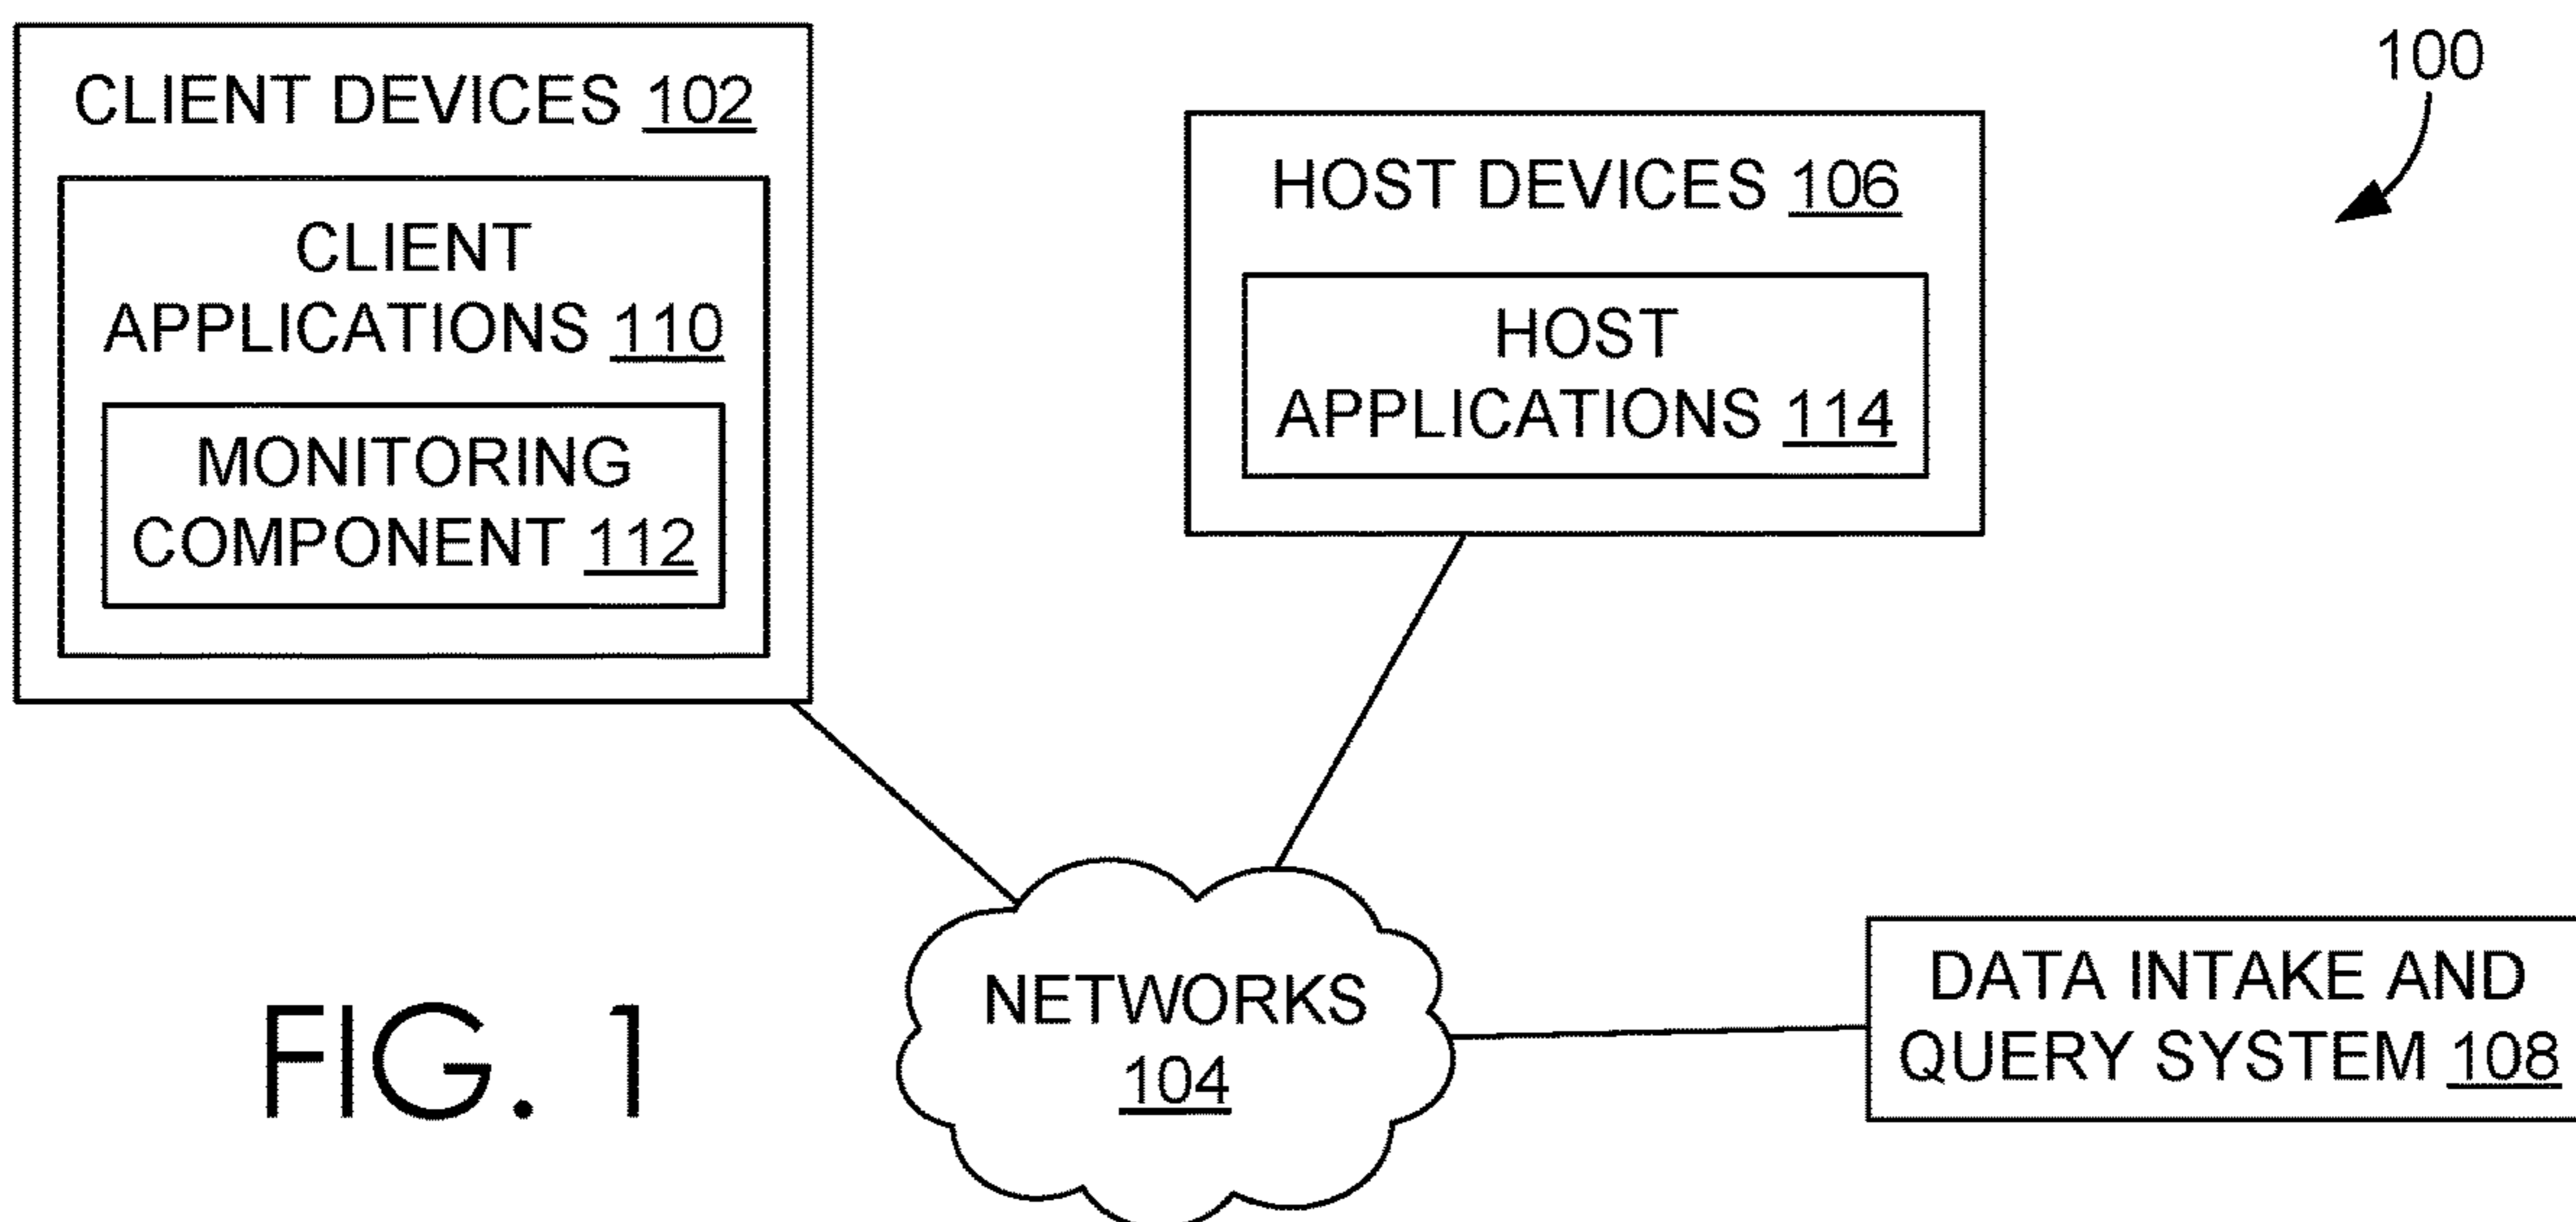 100
CLIENT DEVICES 102
CLIENT
APPLICATIONS 110
MONITORING
COMPONENT 112
HOST DEVICES 106
HOST
APPLICATIONS 114
NETWORKS
104
DATA INTAKE AND
QUERY SYSTEM 108
FIG. 1